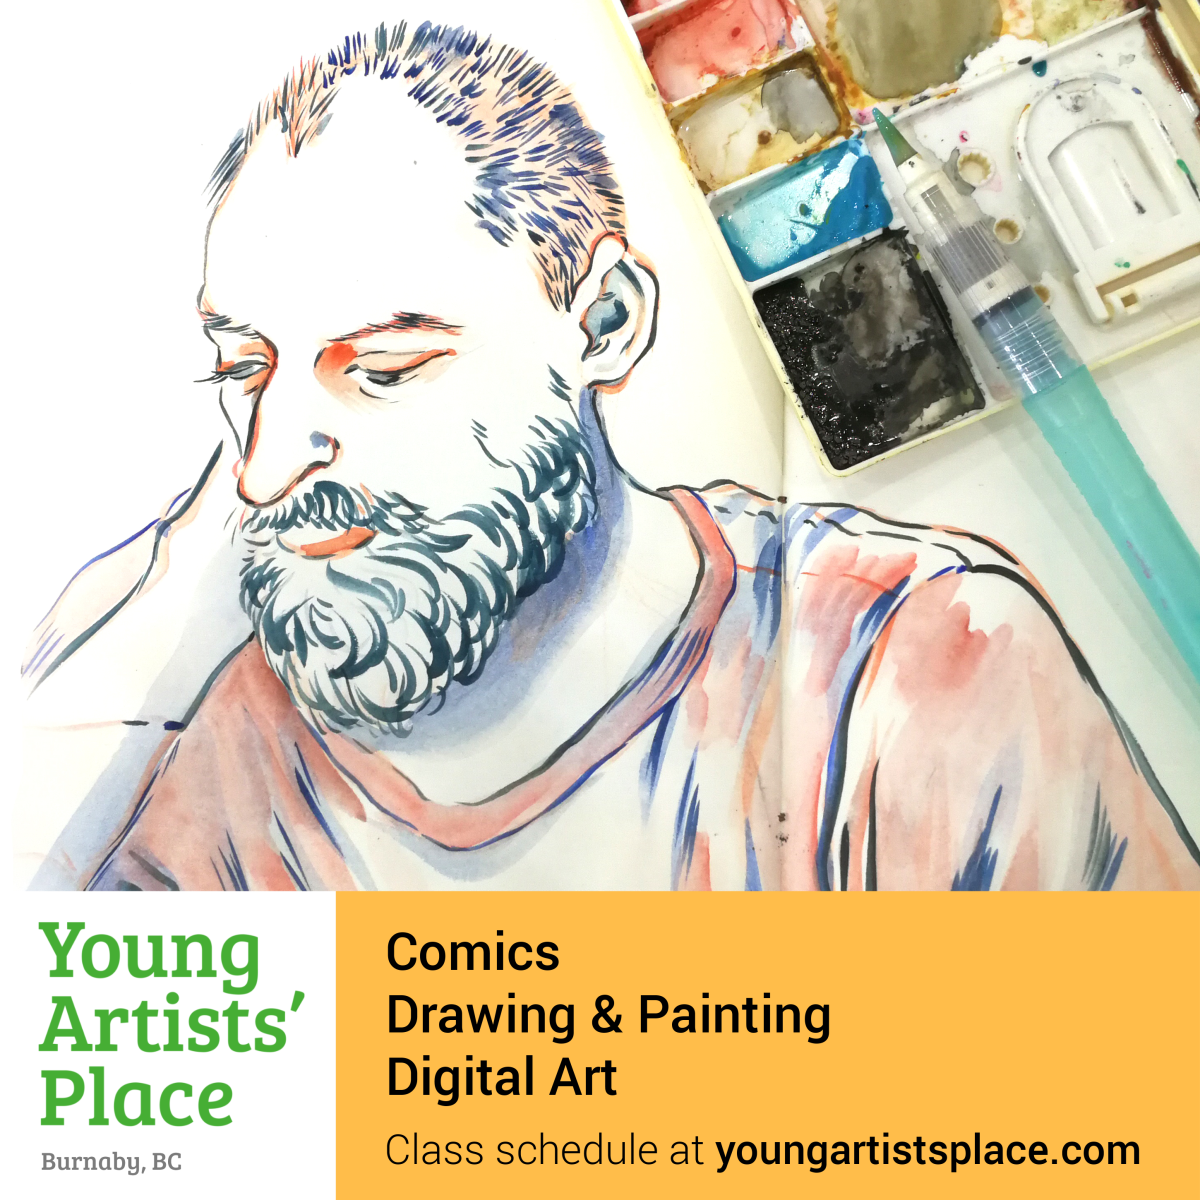 Young
Artists’
Place
Burnaby, BC
Comics
Drawing & Painting
Digital Art
Class schedule at youngartistsplace.com